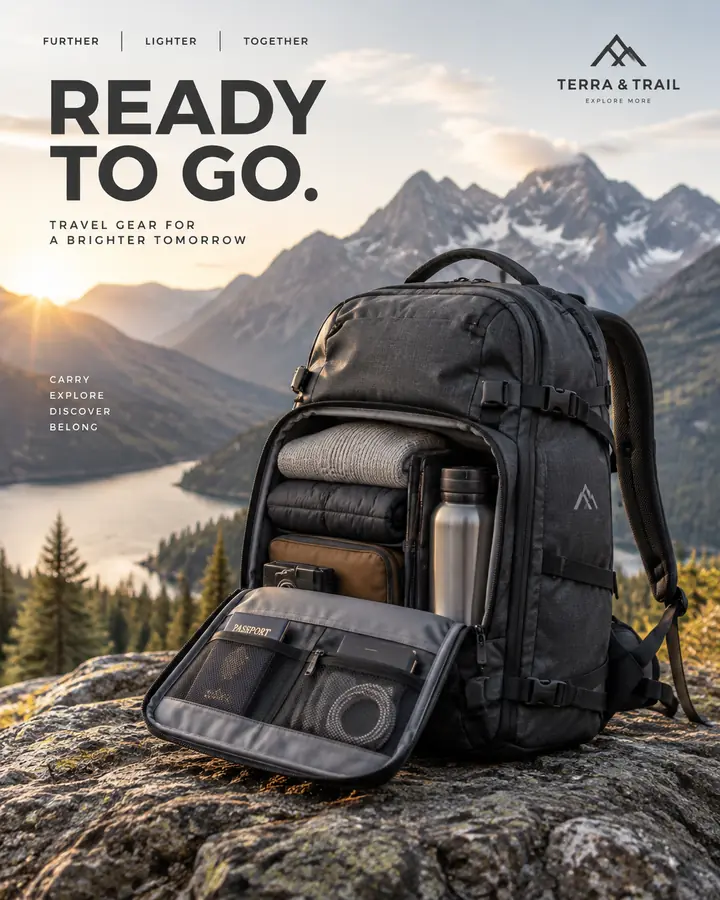 FURTHER | LIGHTER | TOGETHER
TERRA & TRAIL
EXPLORE MORE
READY
TO GO.
TRAVEL GEAR FOR
A BRIGHTER TOMORROW
CARRY
EXPLORE
DISCOVER
BELONG
PASSPORT